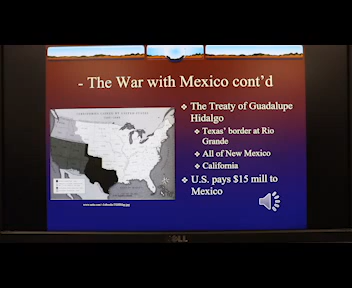 - The War with Mexico cont'd
The Treaty of Guadalupe
Hidalgo
Texas' border at Rio
Grande
All of New Mexico
California
U.S. pays $15 mill to
Mexico
DELL